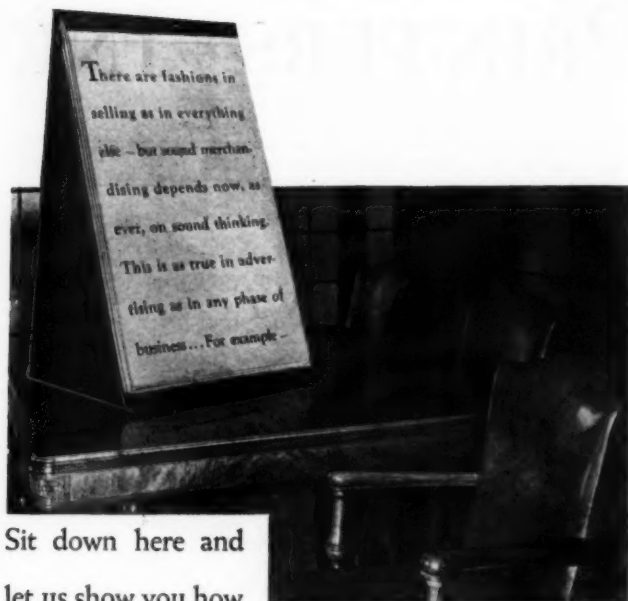 There are fashions in
selling as in everything
else – but sound merchan-
dising depends now, as
ever, on sound thinking.
This is as true in adver-
tising as in any phase of
business...For example –
Sit down here and
let us show you how